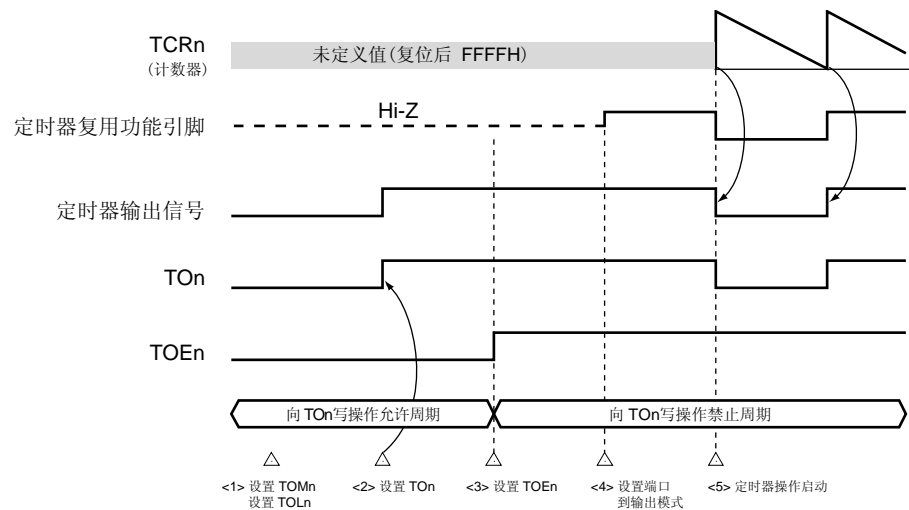 TCRn
(计数器)
未定义值(复位后 FFFFH)
Hi-Z
定时器复用功能引脚
定时器输出信号
TOn
TOEn
向 TOn写操作允许周期
向 TOn写操作禁止周期
<1> 设置 TOMn
设置 TOLn
<2> 设置 TOn
<3> 设置 TOEn
<4> 设置端口
到输出模式
<5> 定时器操作启动